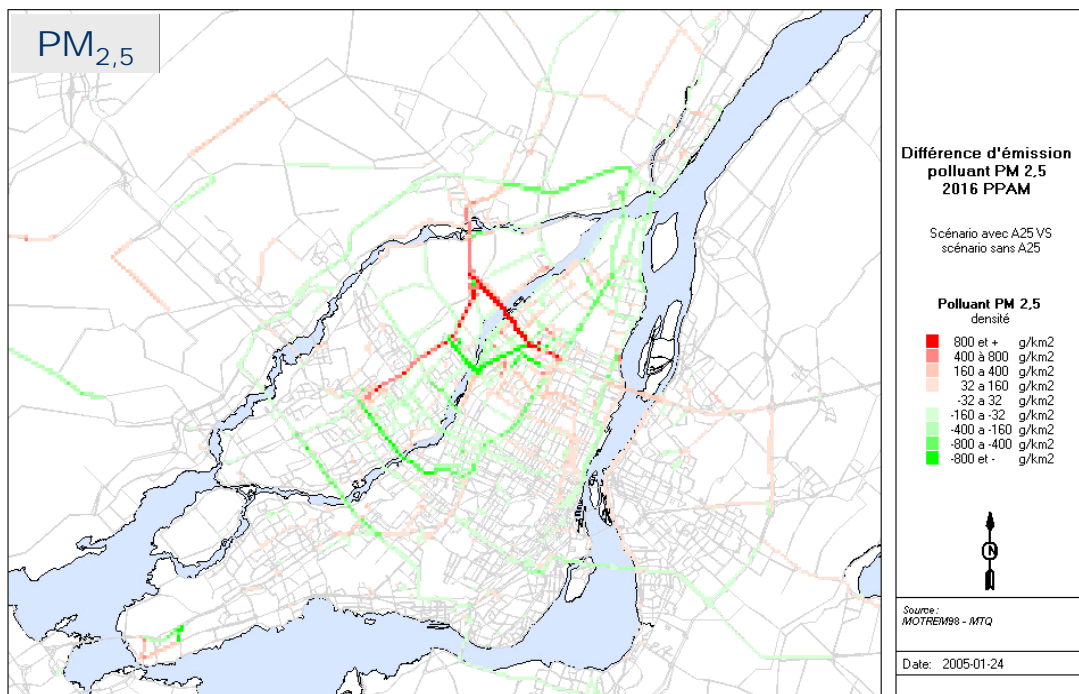 PM2,5
Différence d'émission
polluant PM 2,5
2016 PPAM
Scénario avec A25 VS
scénario sans A25
Polluant PM 2,5
densité
800 et + g/km2
400 à 800 g/km2
160 a 400 g/km2
32 a 160 g/km2
-32 a 32 g/km2
-160 a -32 g/km2
-400 a -160 g/km2
-800 a -400 g/km2
-800 et - g/km2
N
Source :
MOTREM98 - MTQ
Date: 2005-01-24